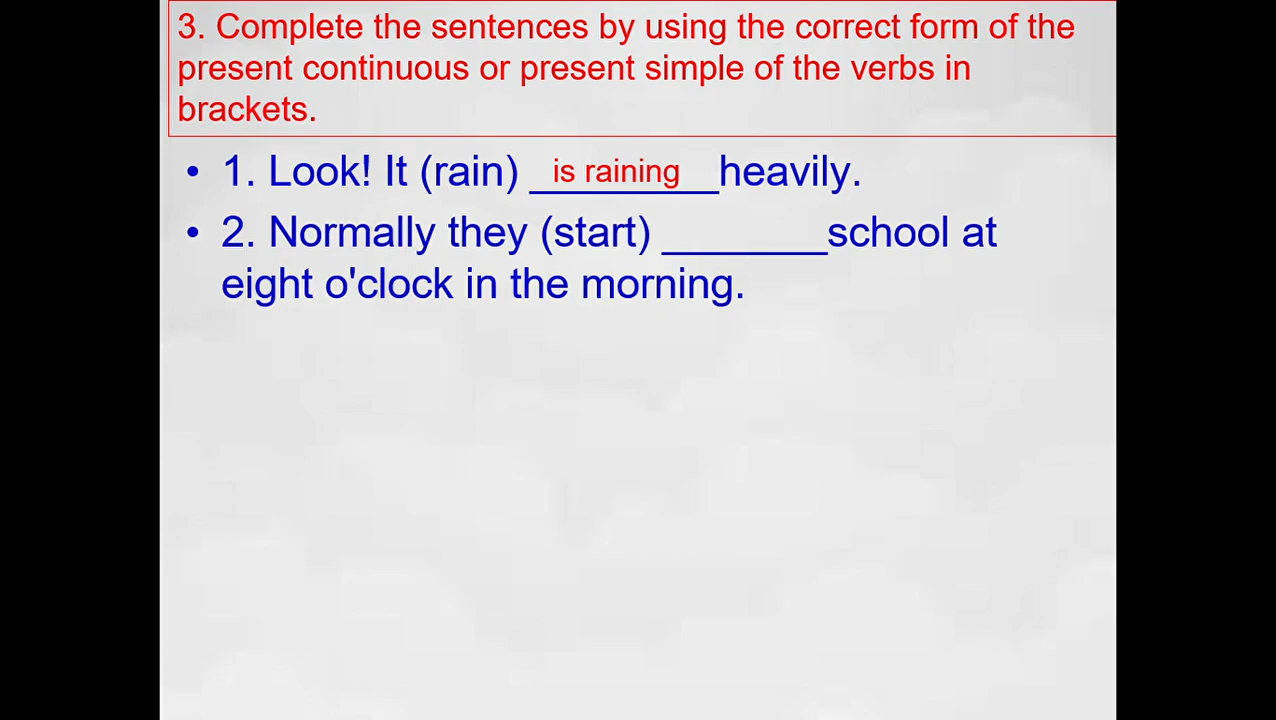 3. Complete the sentences by using the correct form of the
present continuous or present simple of the verbs in
brackets.
• 1. Look! It (rain) is raining heavily.
• 2. Normally they (start) _______school at
eight o'clock in the morning.